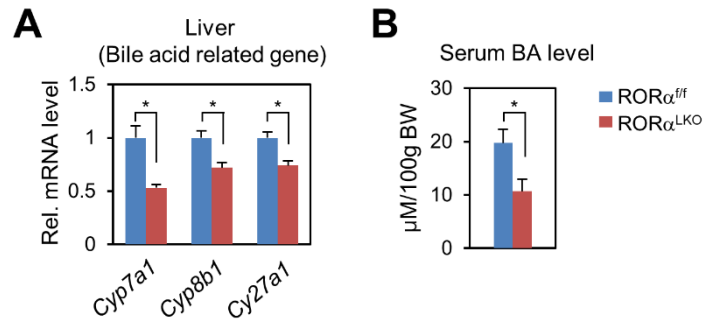 A
Liver
(Bile acid related gene)
Rel. mRNA level
1.5
1
0.5
0
*
*
*
Cyp7a1
Cyp8b1
Cy27a1
B
Serum BA level
µM/100g BW
30
20
10
0
*
RORα^f/f
RORα^LKO